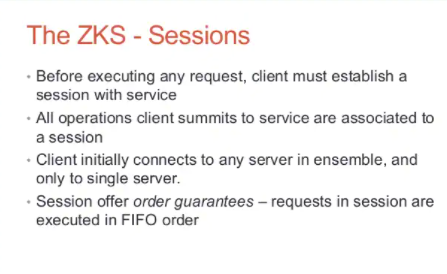 The ZKS - Sessions
• Before executing any request, client must establish a
session with service
• All operations client summits to service are associated to
a session
• Client initially connects to any server in ensemble, and
only to single server.
• Session offer order guarantees – requests in session are
executed in FIFO order